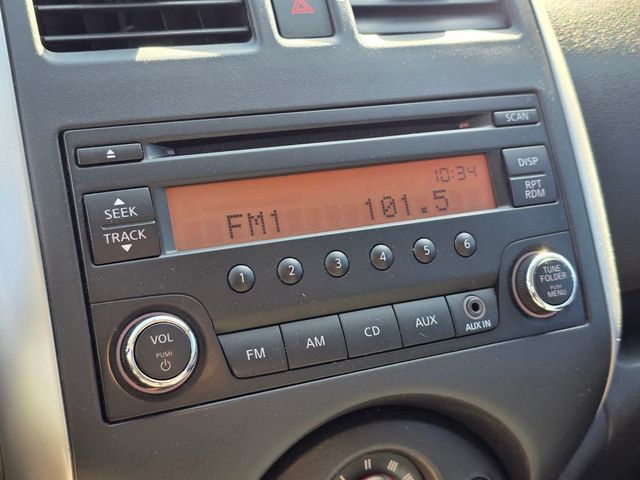 SCAN
DISP
RPT
RDM
SEEK
TRACK
10:34
FM1 101.5
1 2 3 4 5 6
TUNE
FOLDER
PUSH
MENU
VOL
PUSH
FM AM CD AUX
AUX IN